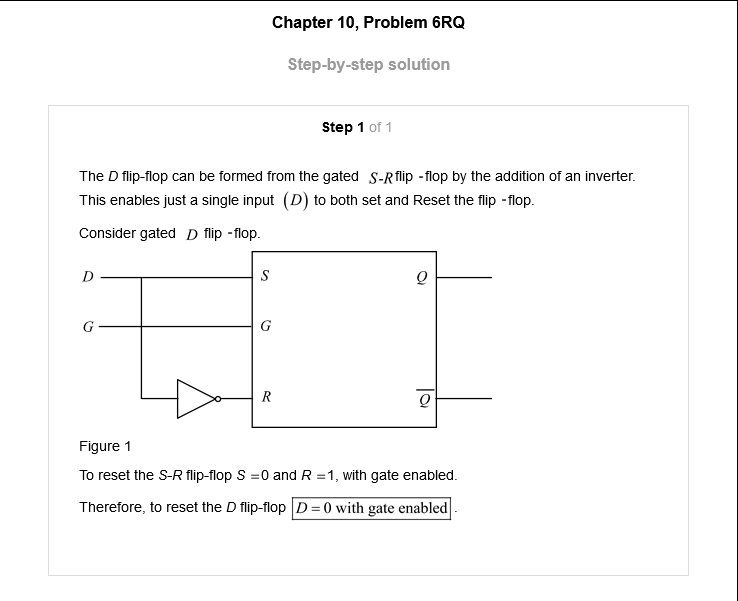 Chapter 10, Problem 6RQ
Step-by-step solution
Step 1 of 1
The D flip-flop can be formed from the gated S-R flip -flop by the addition of an inverter.
This enables just a single input (D) to both set and Reset the flip -flop.
Consider gated D flip -flop.
D S Q
G G
R Q̅
Figure 1
To reset the S-R flip-flop S =0 and R =1, with gate enabled.
Therefore, to reset the D flip-flop D = 0 with gate enabled .